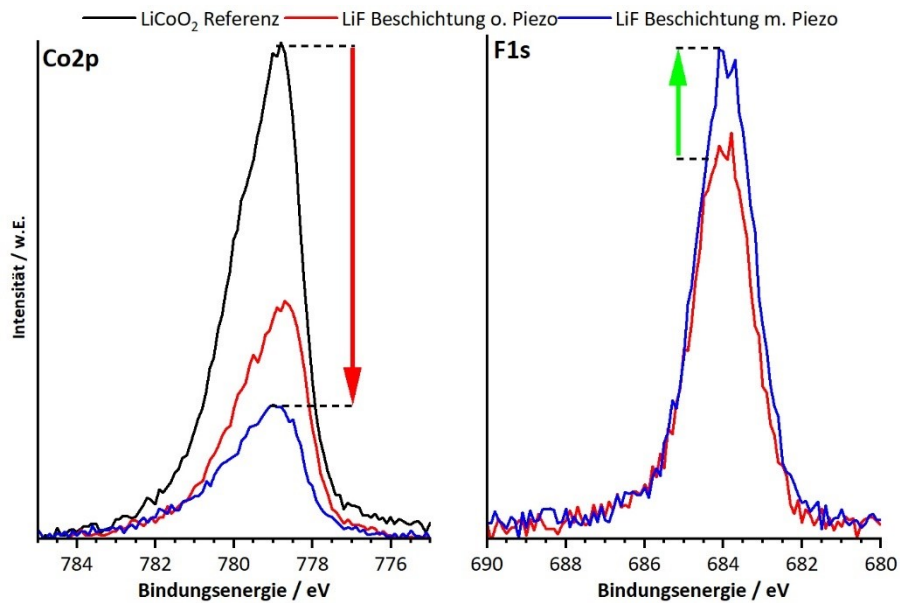 LiCoO₂ Referenz LiF Beschichtung o. Piezo LiF Beschichtung m. Piezo
Co2p
F1s
Intensität / w.E.
784 782 780 778 776
690 688 686 684 682 680
Bindungsenergie / eV
Bindungsenergie / eV